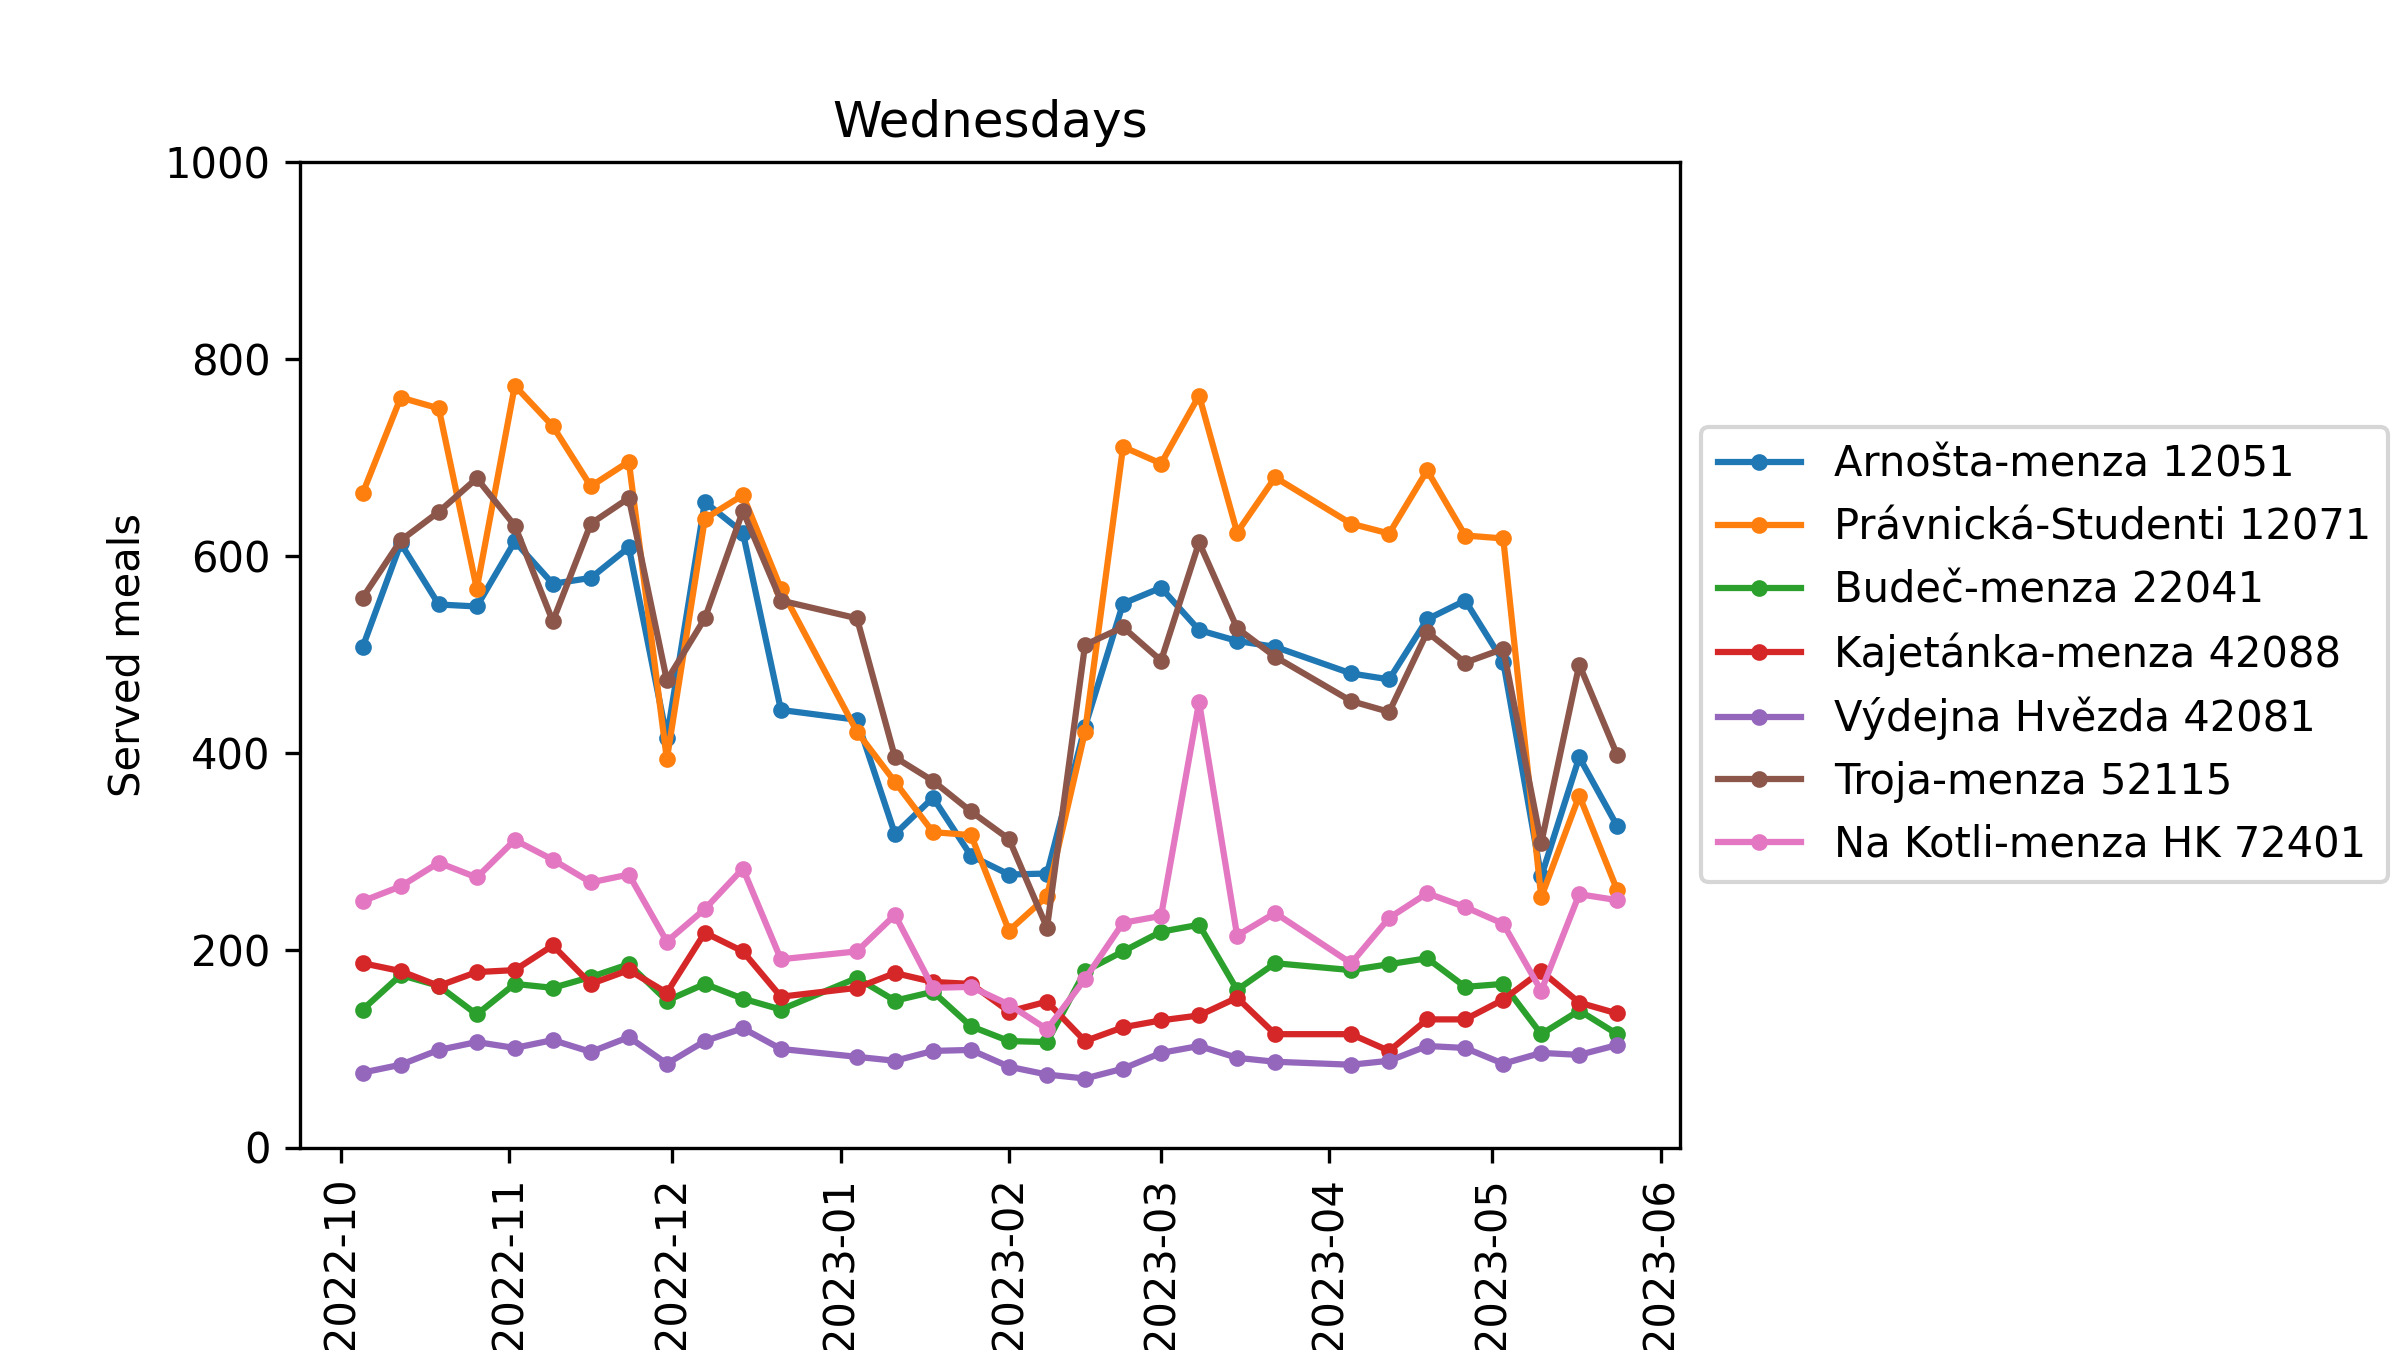 Wednesdays
1000
800
600
400
200
0
Served meals
2022-10
2022-11
2022-12
2023-01
2023-02
2023-03
2023-04
2023-05
2023-06
Arnošta-menza 12051
Právnická-Studenti 12071
Budeč-menza 22041
Kajetánka-menza 42088
Výdejna Hvězda 42081
Troja-menza 52115
Na Kotli-menza HK 72401